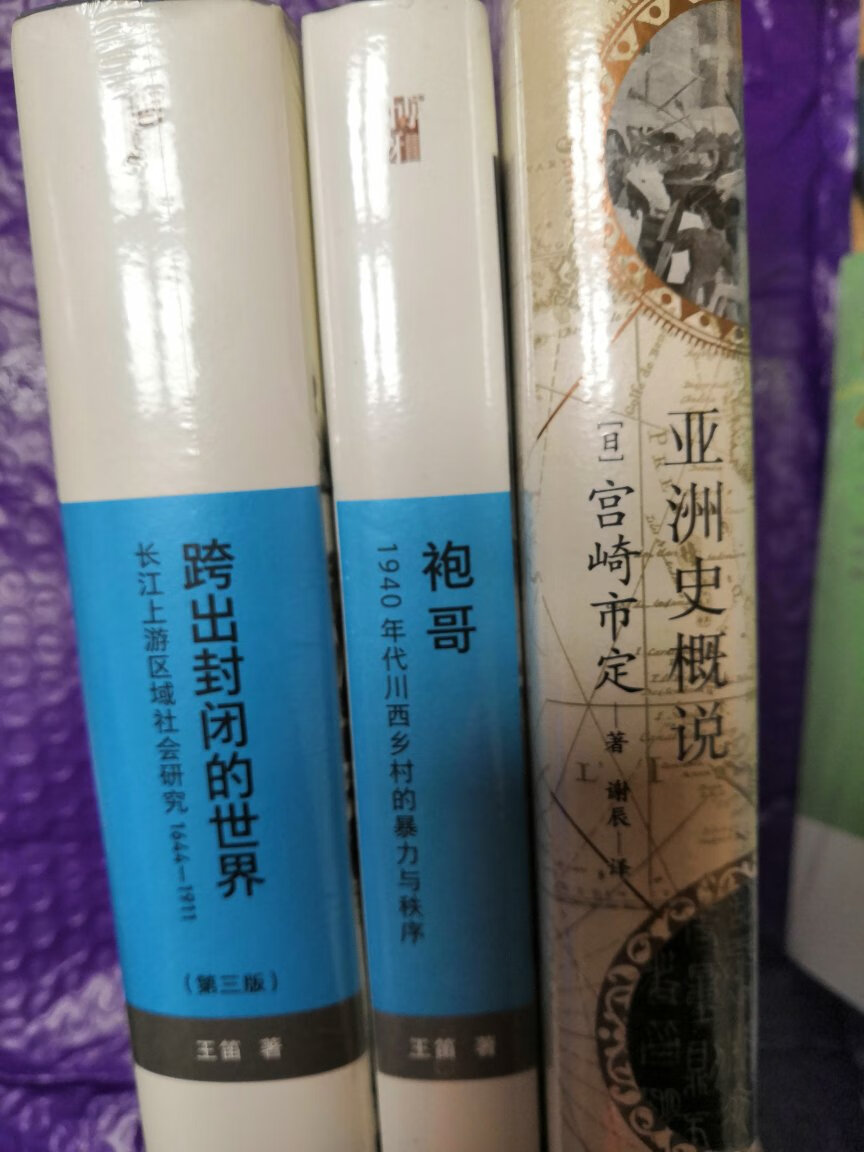 跨出封闭的世界
长江上游区域社会研究 1644—1911
（第三版）
王笛 著
袍哥
1940年代川西乡村的暴力与秩序
王笛 著
亚洲史概说
[日]宫崎市定—著 谢辰—译